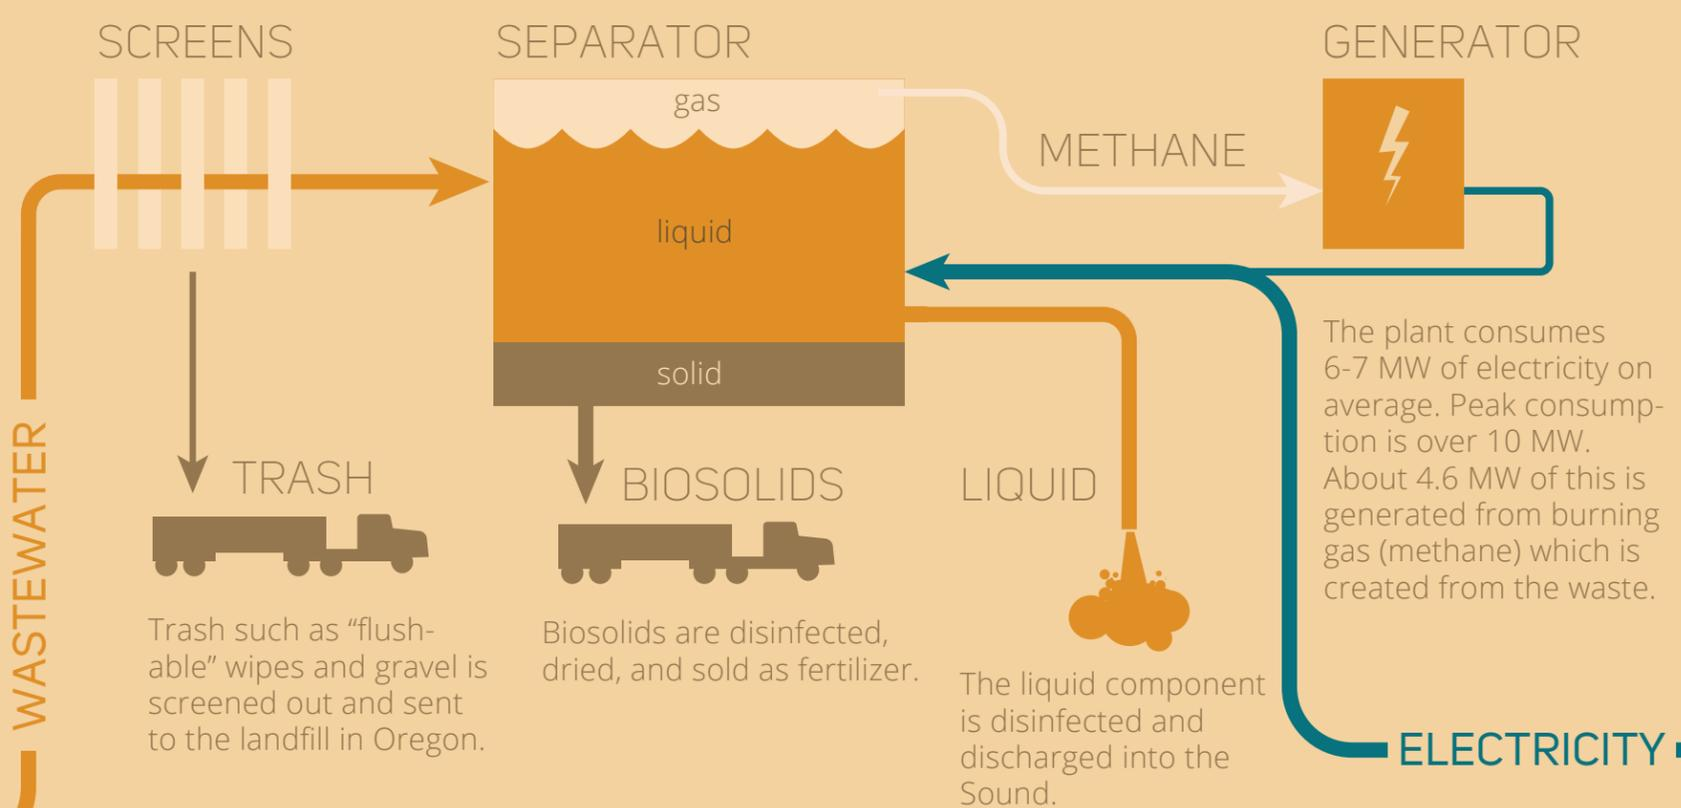 SCREENS
SEPARATOR
GENERATOR
gas
METHANE
liquid
solid
WASTEWATER
TRASH
BIOSOLIDS
LIQUID
Trash such as “flush-
able” wipes and gravel is
screened out and sent
to the landfill in Oregon.
Biosolids are disinfected,
dried, and sold as fertilizer.
The liquid component
is disinfected and
discharged into the
Sound.
The plant consumes
6-7 MW of electricity on
average. Peak consump-
tion is over 10 MW.
About 4.6 MW of this is
generated from burning
gas (methane) which is
created from the waste.
ELECTRICITY